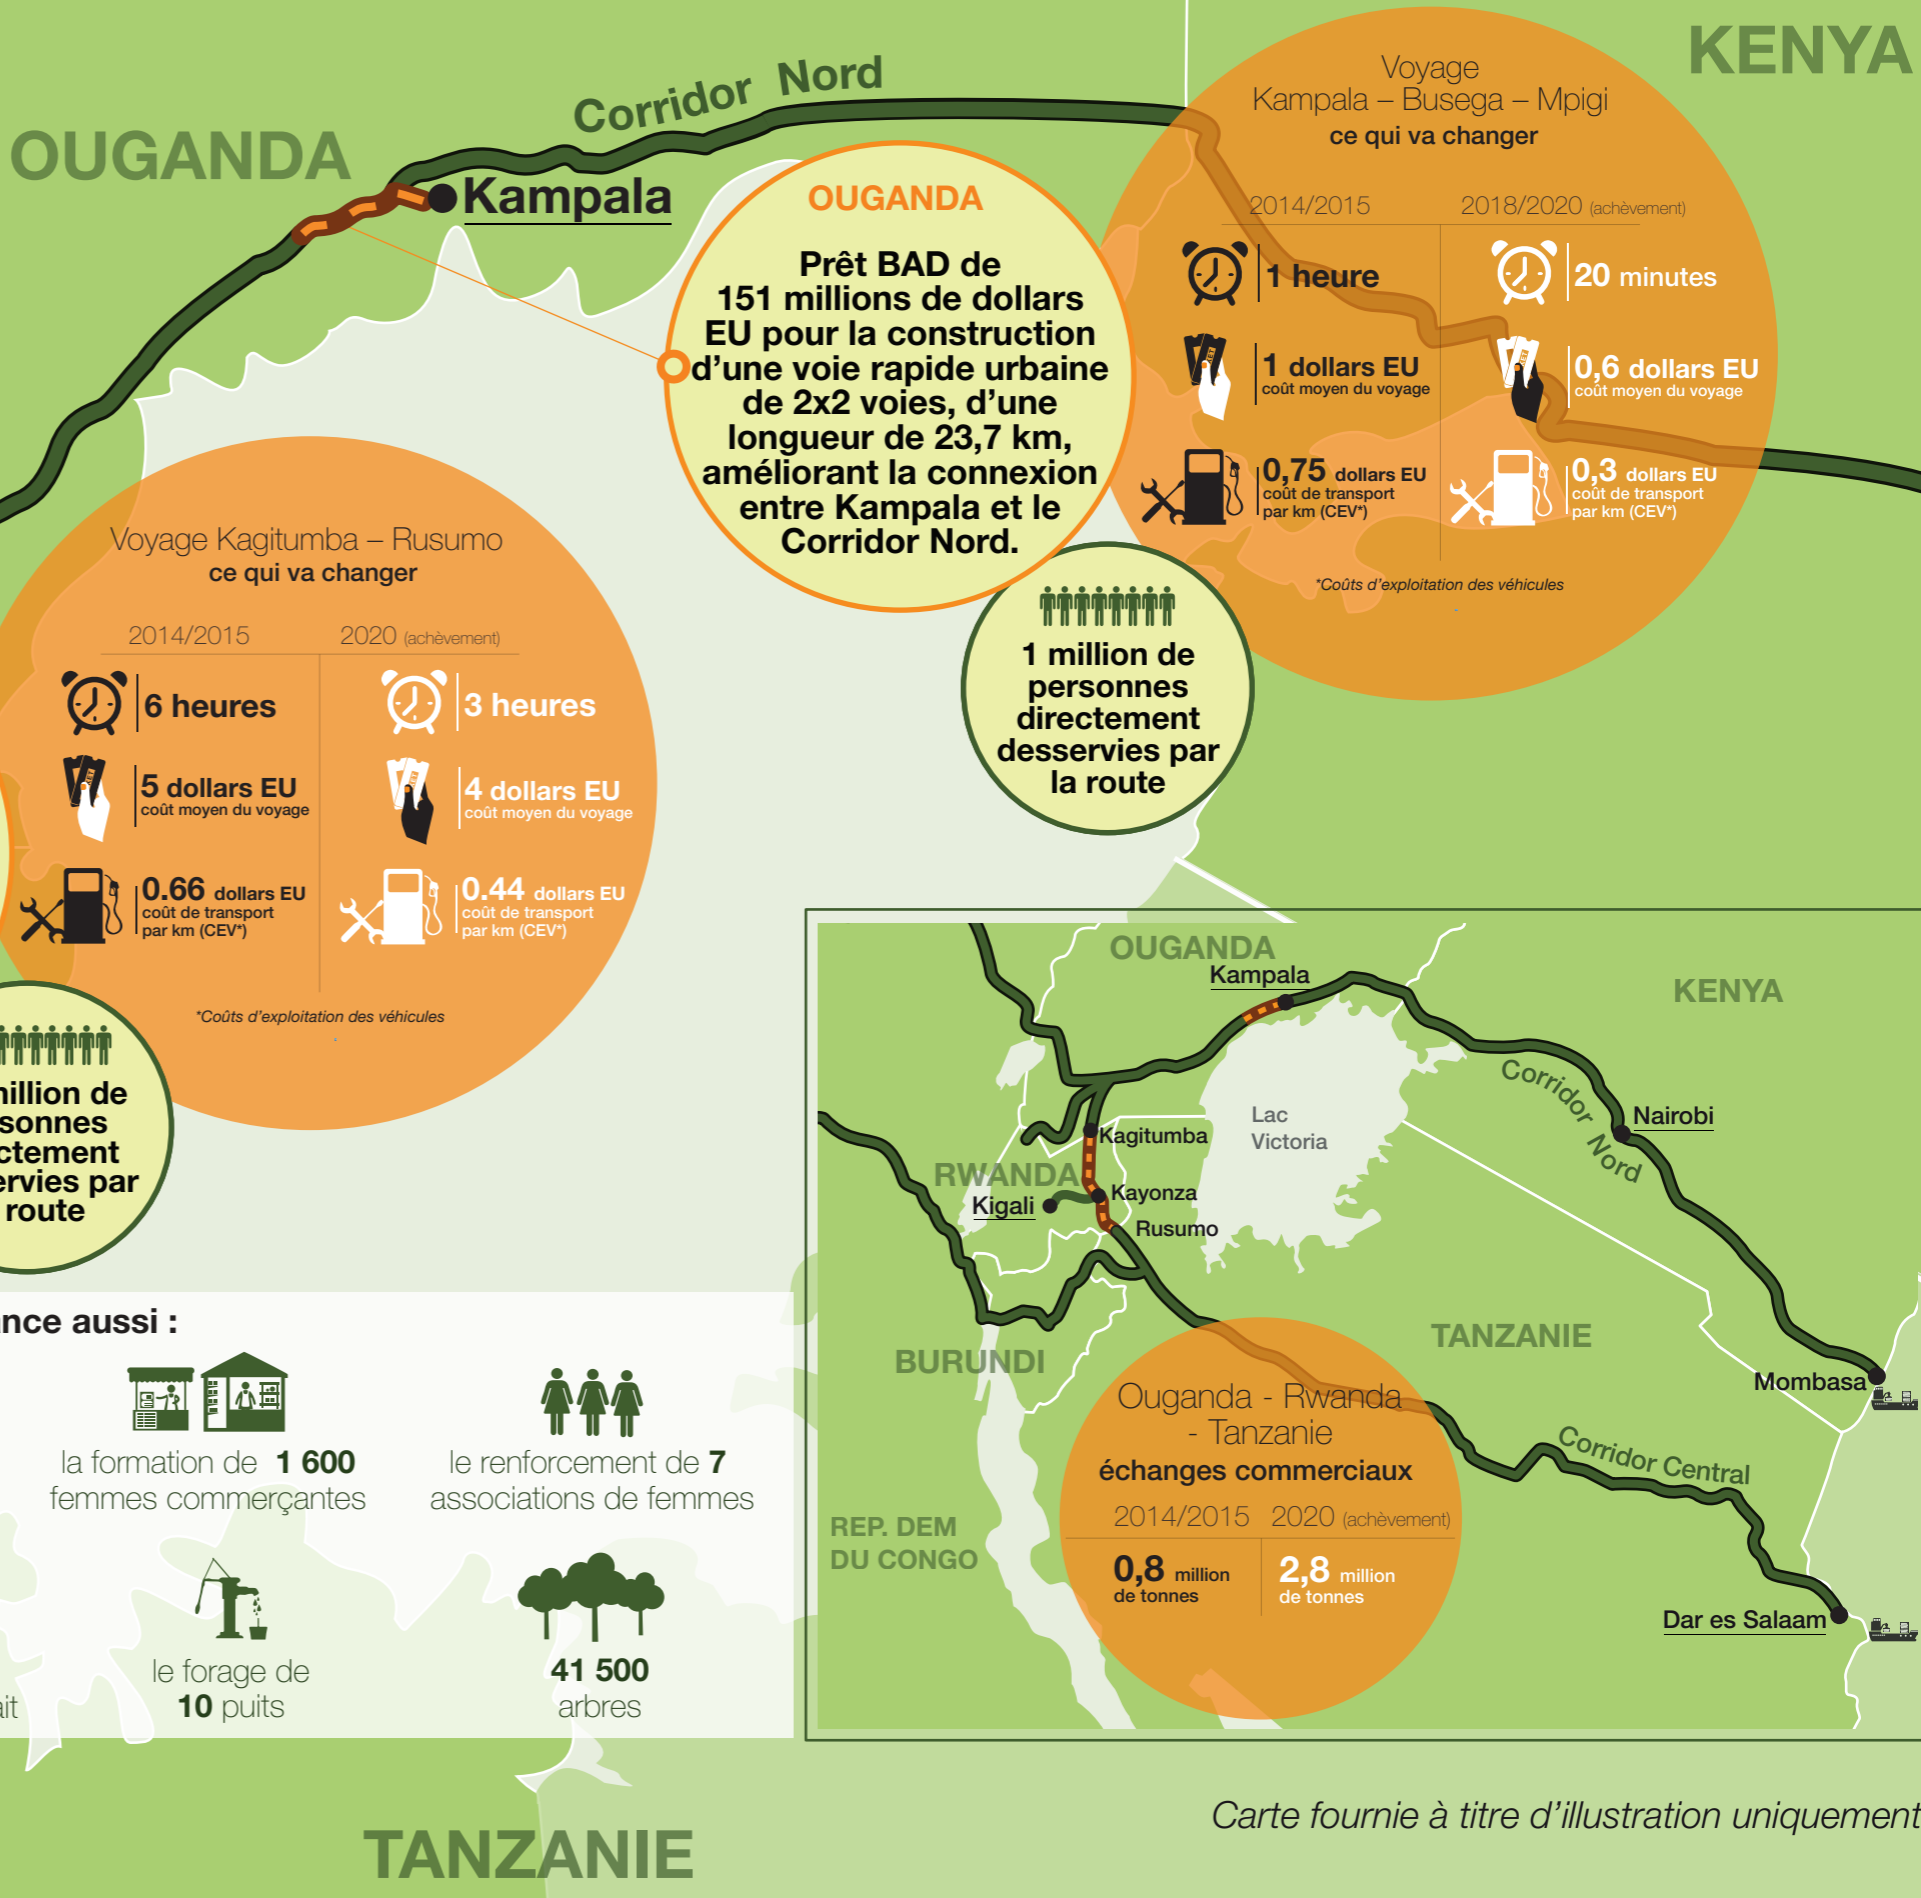 KENYA
OUGANDA
Corridor Nord
Kampala
OUGANDA
Prêt BAD de
151 millions de dollars
EU pour la construction
d'une voie rapide urbaine
de 2x2 voies, d'une
longueur de 23,7 km,
améliorant la connexion
entre Kampala et le
Corridor Nord.
Voyage
Kampala – Busega – Mpigi
ce qui va changer
2014/2015 2018/2020 (achèvement)
1 heure 20 minutes
1 dollars EU 0,6 dollars EU
coût moyen du voyage coût moyen du voyage
0,75 dollars EU 0,3 dollars EU
coût de transport coût de transport
par km (CEV*) par km (CEV*)
*Coûts d'exploitation des véhicules
1 million de
personnes
directement
desservies par
la route
Voyage Kagitumba – Rusumo
ce qui va changer
2014/2015 2020 (achèvement)
6 heures 3 heures
5 dollars EU 4 dollars EU
coût moyen du voyage coût moyen du voyage
0.66 dollars EU 0.44 dollars EU
coût de transport coût de transport
par km (CEV*) par km (CEV*)
*Coûts d'exploitation des véhicules
illion de
sonnes
ctement
ervies par
route
nce aussi :
la formation de 1 600
femmes commerçantes
le renforcement de 7
associations de femmes
ait
le forage de
10 puits
41 500
arbres
OUGANDA
Kampala
KENYA
Corridor Nord
Nairobi
Lac
Victoria
Kagitumba
RWANDA
Kayonza
Kigali
Rusumo
TANZANIE
BURUNDI
Mombasa
Ouganda - Rwanda
- Tanzanie
échanges commerciaux
2014/2015 2020 (achèvement)
0,8 million 2,8 million
de tonnes de tonnes
Corridor Central
REP. DEM
DU CONGO
Dar es Salaam
Carte fournie à titre d'illustration uniquement
TANZANIE